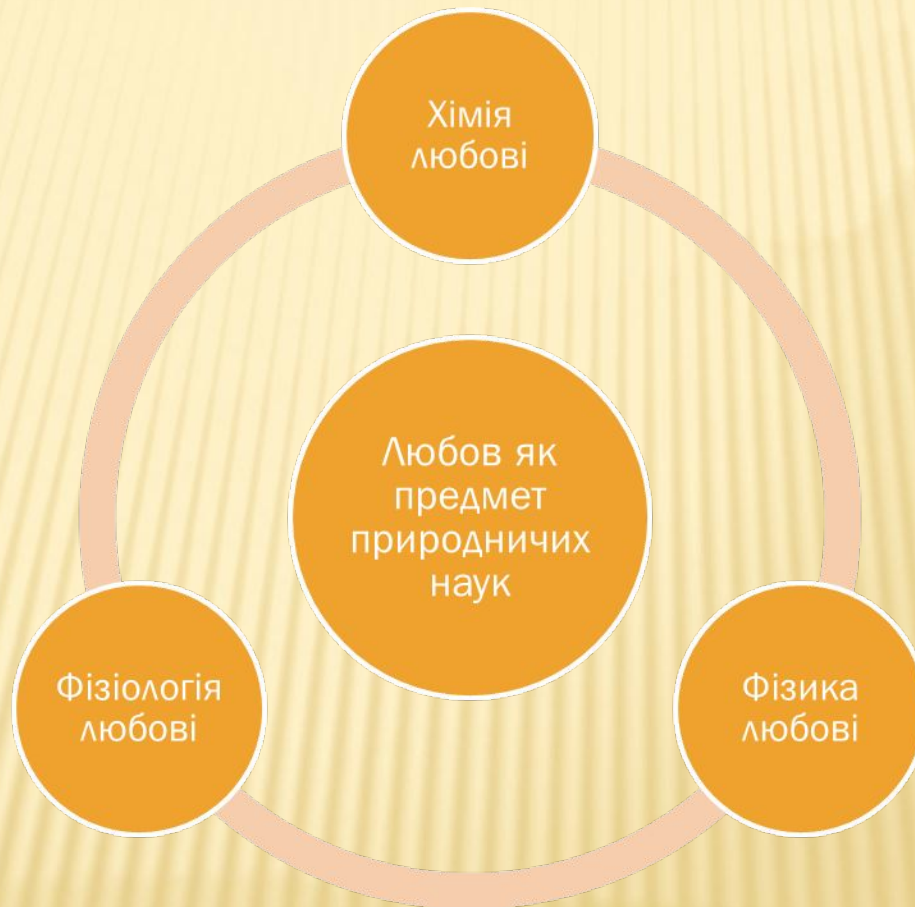 Хімія
любові
Любов як
предмет
природничих
наук
Фізіологія
любові
Фізика
любові